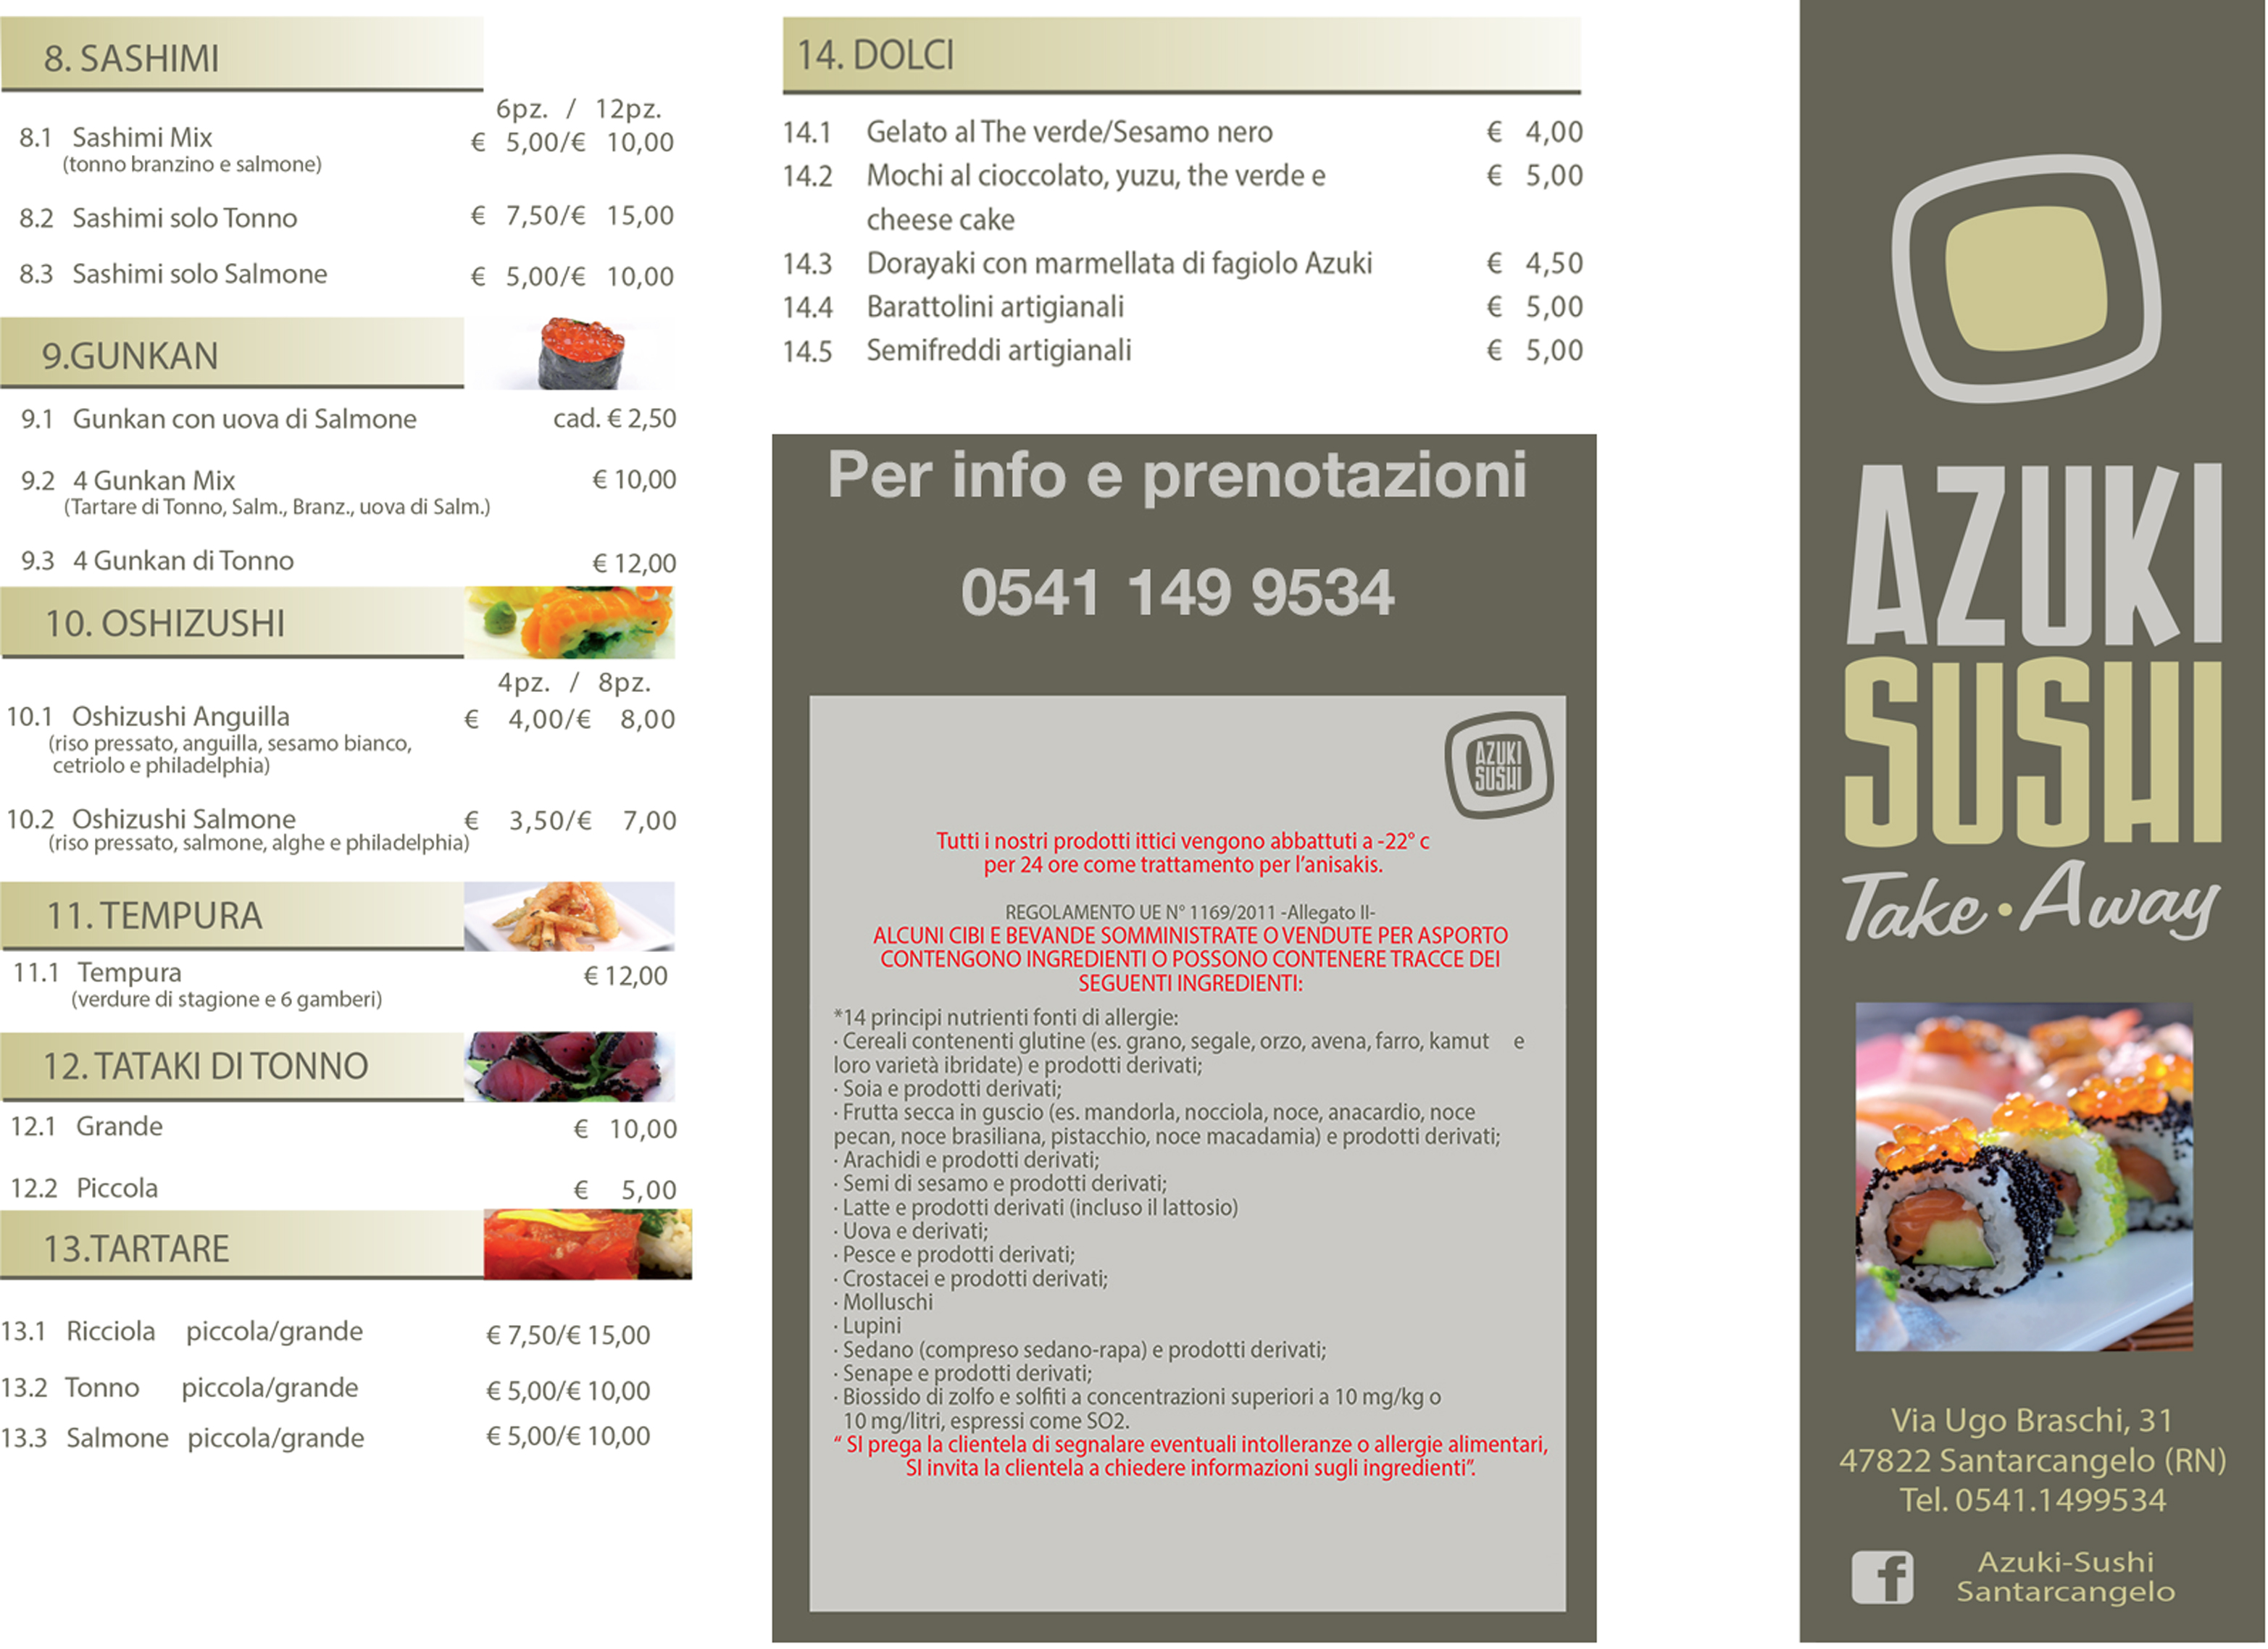 8. SASHIMI
6pz. / 12pz.
8.1 Sashimi Mix € 5,00/€ 10,00
(tonno branzino e salmone)
8.2 Sashimi solo Tonno € 7,50/€ 15,00
8.3 Sashimi solo Salmone € 5,00/€ 10,00
9.GUNKAN
9.1 Gunkan con uova di Salmone cad. € 2,50
9.2 4 Gunkan Mix € 10,00
(Tartare di Tonno, Salm., Branz., uova di Salm.)
9.3 4 Gunkan di Tonno € 12,00
10. OSHIZUSHI
4pz. / 8pz.
10.1 Oshizushi Anguilla € 4,00/€ 8,00
(riso pressato, anguilla, sesamo bianco,
cetriolo e philadelphia)
10.2 Oshizushi Salmone € 3,50/€ 7,00
(riso pressato, salmone, alghe e philadelphia)
11. TEMPURA
11.1 Tempura € 12,00
(verdure di stagione e 6 gamberi)
12. TATAKI DI TONNO
12.1 Grande € 10,00
12.2 Piccola € 5,00
13.TARTARE
13.1 Ricciola piccola/grande € 7,50/€ 15,00
13.2 Tonno piccola/grande € 5,00/€ 10,00
13.3 Salmone piccola/grande € 5,00/€ 10,00
14. DOLCI
14.1 Gelato al The verde/Sesamo nero € 4,00
14.2 Mochi al cioccolato, yuzu, the verde e € 5,00
cheese cake
14.3 Dorayaki con marmellata di fagiolo Azuki € 4,50
14.4 Barattolini artigianali € 5,00
14.5 Semifreddi artigianali € 5,00
Per info e prenotazioni
0541 149 9534
AZUKI
SUSHI
Tutti i nostri prodotti ittici vengono abbattuti a -22° c
per 24 ore come trattamento per l'anisakis.
REGOLAMENTO UE N° 1169/2011 -Allegato II-
ALCUNI CIBI E BEVANDE SOMMINISTRATE O VENDUTE PER ASPORTO
CONTENGONO INGREDIENTI O POSSONO CONTENERE TRACCE DEI
SEGUENTI INGREDIENTI:
*14 principi nutrienti fonti di allergie:
· Cereali contenenti glutine (es. grano, segale, orzo, avena, farro, kamut e
loro varietà ibridate) e prodotti derivati;
· Soia e prodotti derivati;
· Frutta secca in guscio (es. mandorla, nocciola, noce, anacardio, noce
pecan, noce brasiliana, pistacchio, noce macadamia) e prodotti derivati;
· Arachidi e prodotti derivati;
· Semi di sesamo e prodotti derivati;
· Latte e prodotti derivati (incluso il lattosio)
· Uova e derivati;
· Pesce e prodotti derivati;
· Crostacei e prodotti derivati;
· Molluschi
· Lupini
· Sedano (compreso sedano-rapa) e prodotti derivati;
· Senape e prodotti derivati;
· Biossido di zolfo e solfiti a concentrazioni superiori a 10 mg/kg o
10 mg/litri, espressi come SO2.
“ SI prega la clientela di segnalare eventuali intolleranze o allergie alimentari,
SI invita la clientela a chiedere informazioni sugli ingredienti”.
AZUKI
SUSHI
Take • Away
Via Ugo Braschi, 31
47822 Santarcangelo (RN)
Tel. 0541.1499534
f Azuki-Sushi
Santarcangelo